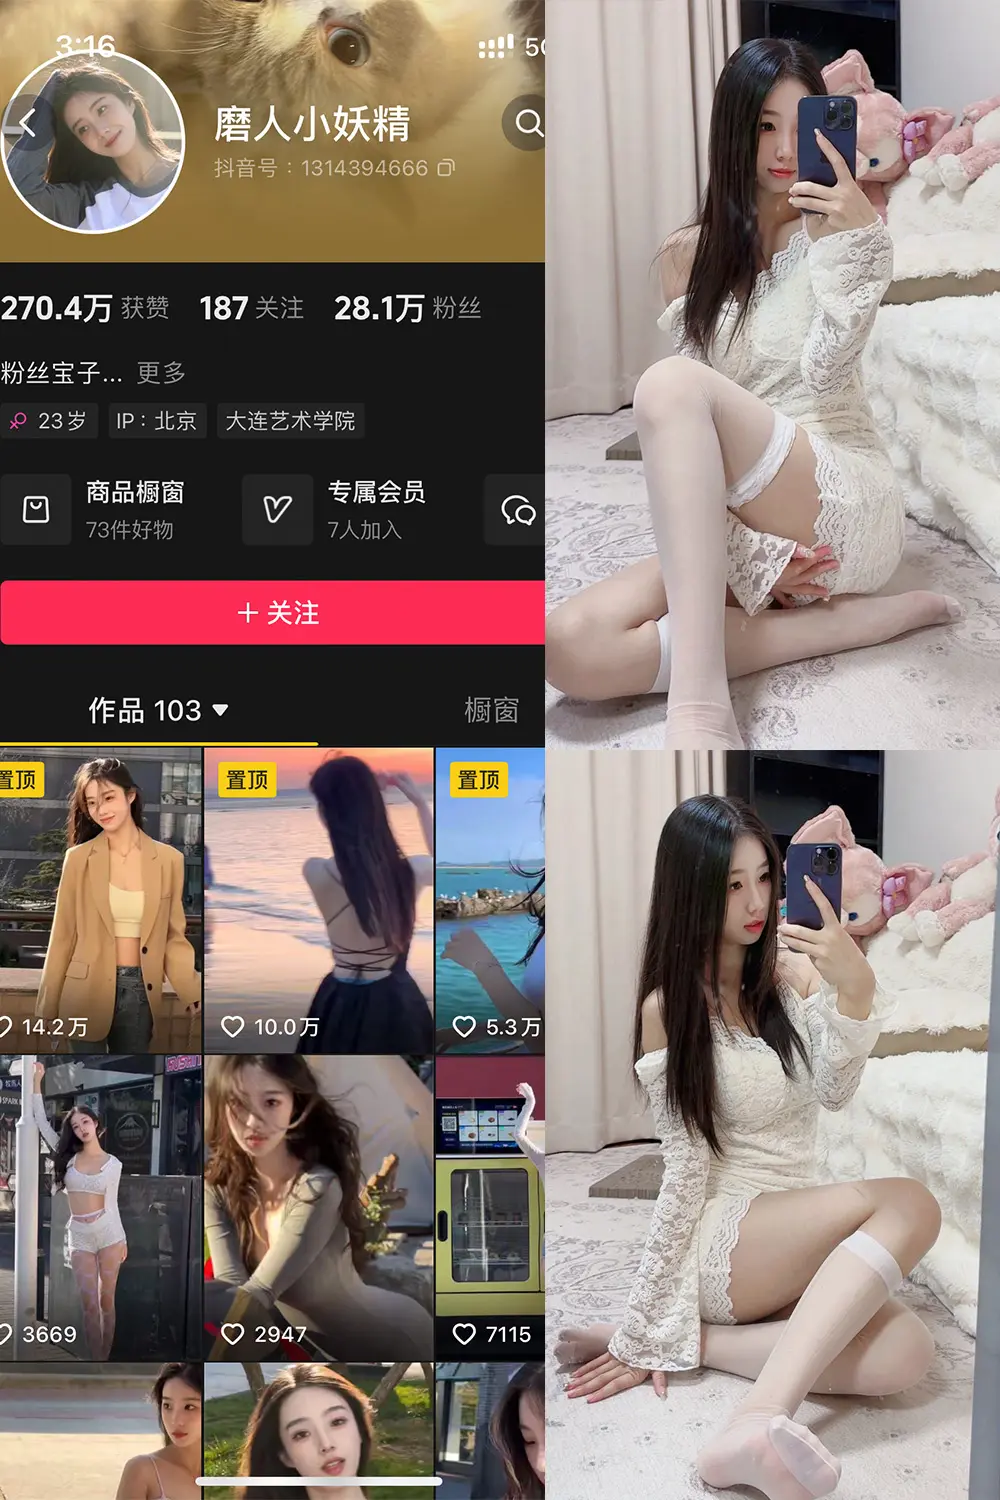 3:16
5G
磨人小妖精
抖音号：1314394666
270.4万 获赞 187 关注 28.1万 粉丝
粉丝宝子... 更多
23岁 IP：北京 大连艺术学院
商品橱窗 专属会员
73件好物 7人加入
+ 关注
作品 103 橱窗
置顶 置顶 置顶
14.2万 10.0万 5.3万
3669 2947 7115